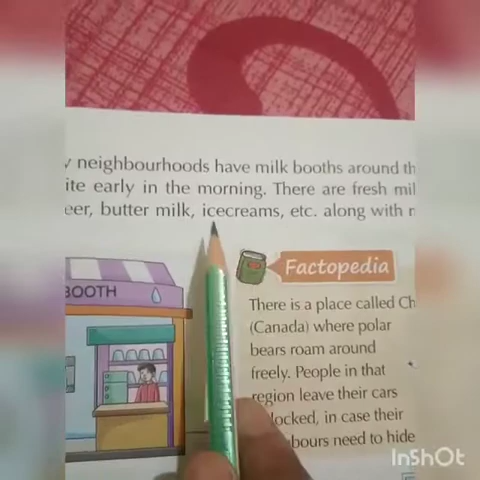 neighbourhoods have milk booths around th
ite early in the morning. There are fresh mil
eer, butter milk, icecreams, etc. along with
Factopedia
BOOTH
There is a place called Ch
(Canada) where polar
bears roam around
freely. People in that
region leave their cars
locked, in case their
bours need to hide
InShOt